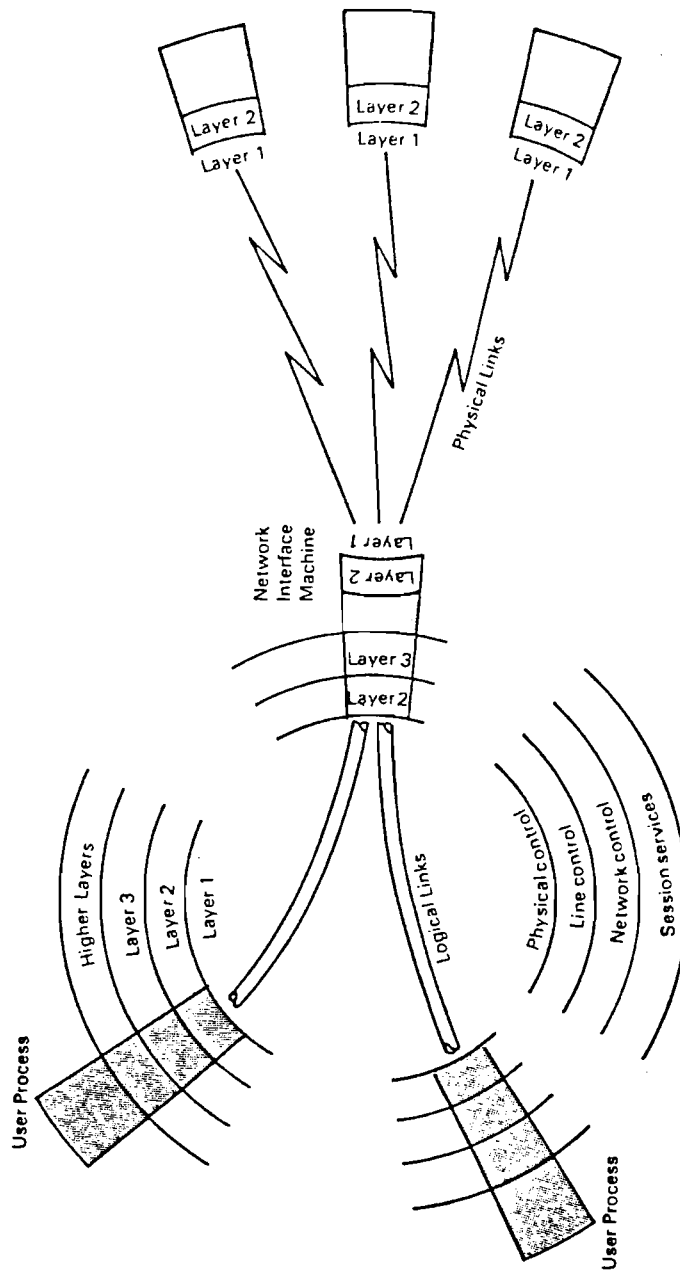 User Process
Higher Layers
Layer 3
Layer 2
Layer 1
Network
Interface
Machine
Layer 2
Layer 3
Layer 2
Layer 1
Physical Links
Layer 2
Layer 1
Layer 2
Layer 1
Layer 2
Layer 1
Logical Links
User Process
Physical control
Line control
Network control
Session services